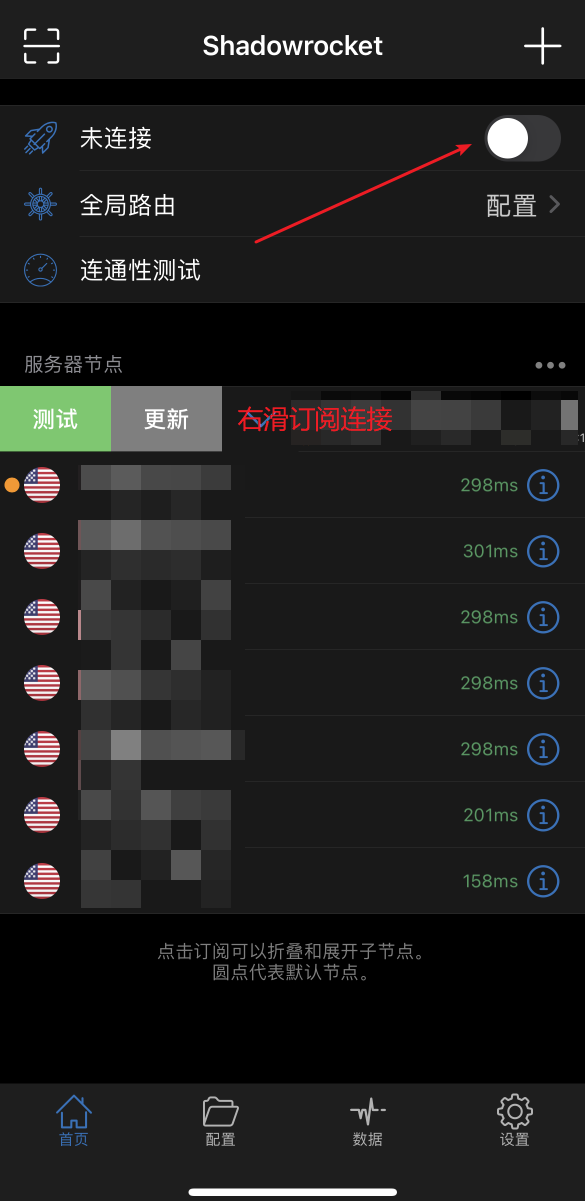 Shadowrocket
未连接
全局路由 配置
连通性测试
服务器节点
测试 更新 右滑订阅连接
298ms
301ms
298ms
298ms
298ms
201ms
158ms
点击订阅可以折叠和展开子节点。
圆点代表默认节点。
首页 配置 数据 设置